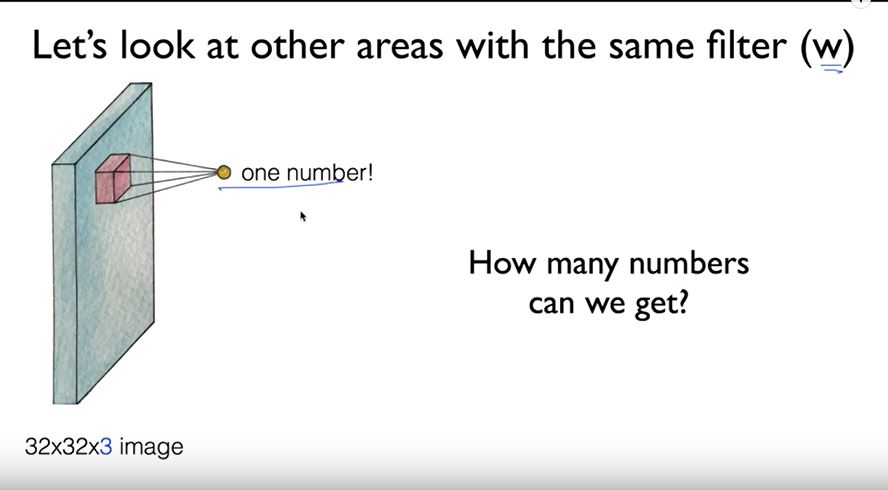 Let's look at other areas with the same filter (w)
one number!
How many numbers
can we get?
32x32x3 image